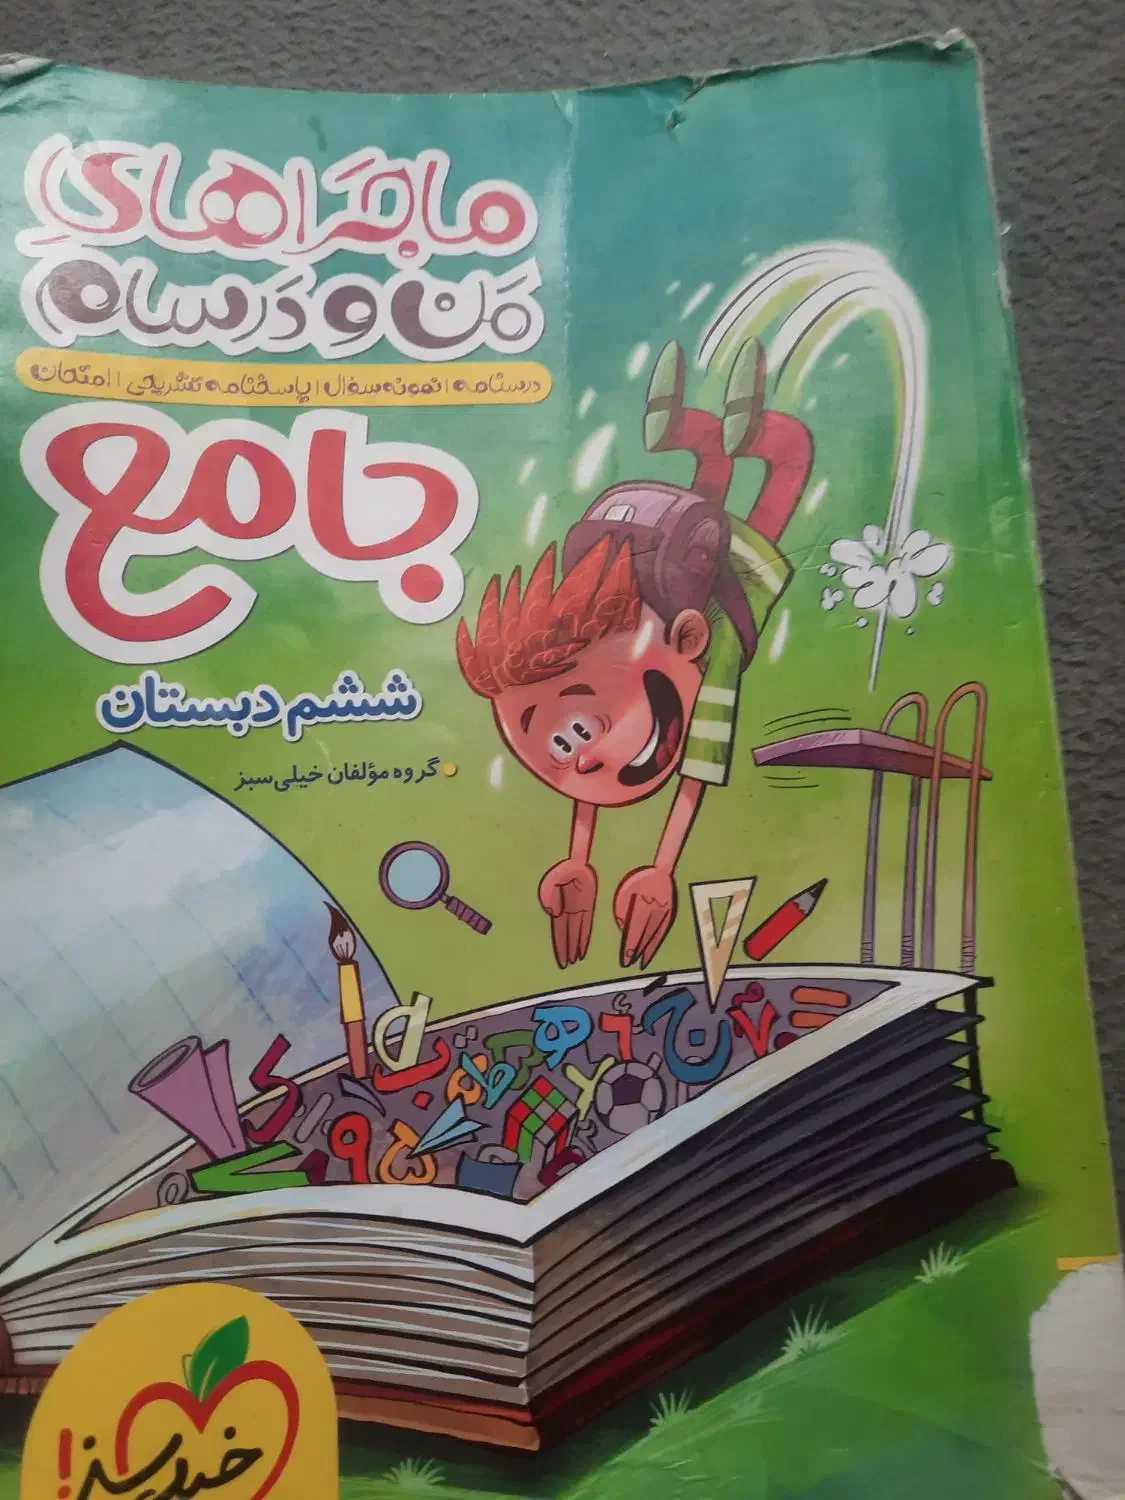 ماجراهای
من و درسام
درسنامه | نمونه سؤال | پاسخنامه تشریحی | امتحان
جامع
ششم دبستان
گروه مؤلفان خیلی سبز
خیلی سبز!